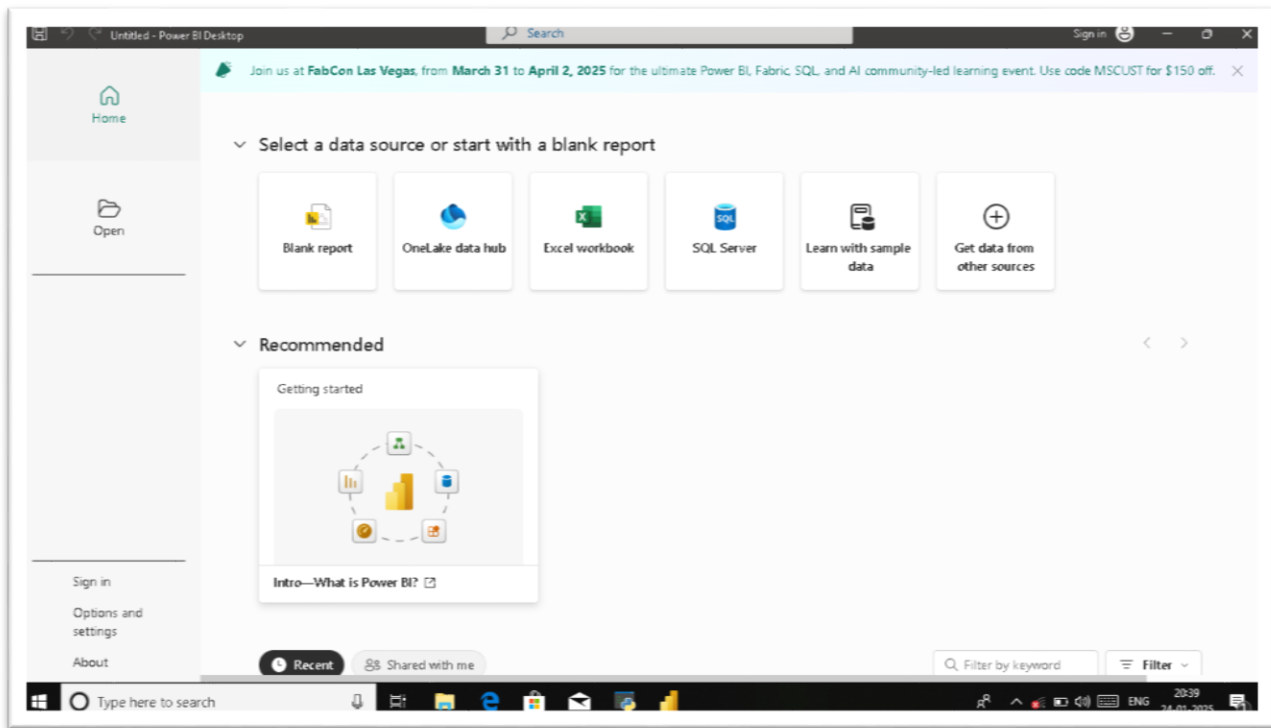 Untitled - Power BI Desktop
Search
Sign in
Join us at FabCon Las Vegas, from March 31 to April 2, 2025 for the ultimate Power BI, Fabric, SQL, and AI community-led learning event. Use code MSCUST for $150 off.
Home
Open
Select a data source or start with a blank report
Blank report
OneLake data hub
X
Excel workbook
SQL
SQL Server
Learn with sample
data
Get data from
other sources
Recommended
Getting started
Intro—What is Power BI?
Sign in
Options and
settings
About
Recent
Shared with me
Filter by keyword
Filter
Type here to search
ENG
20:39
24-01-2025